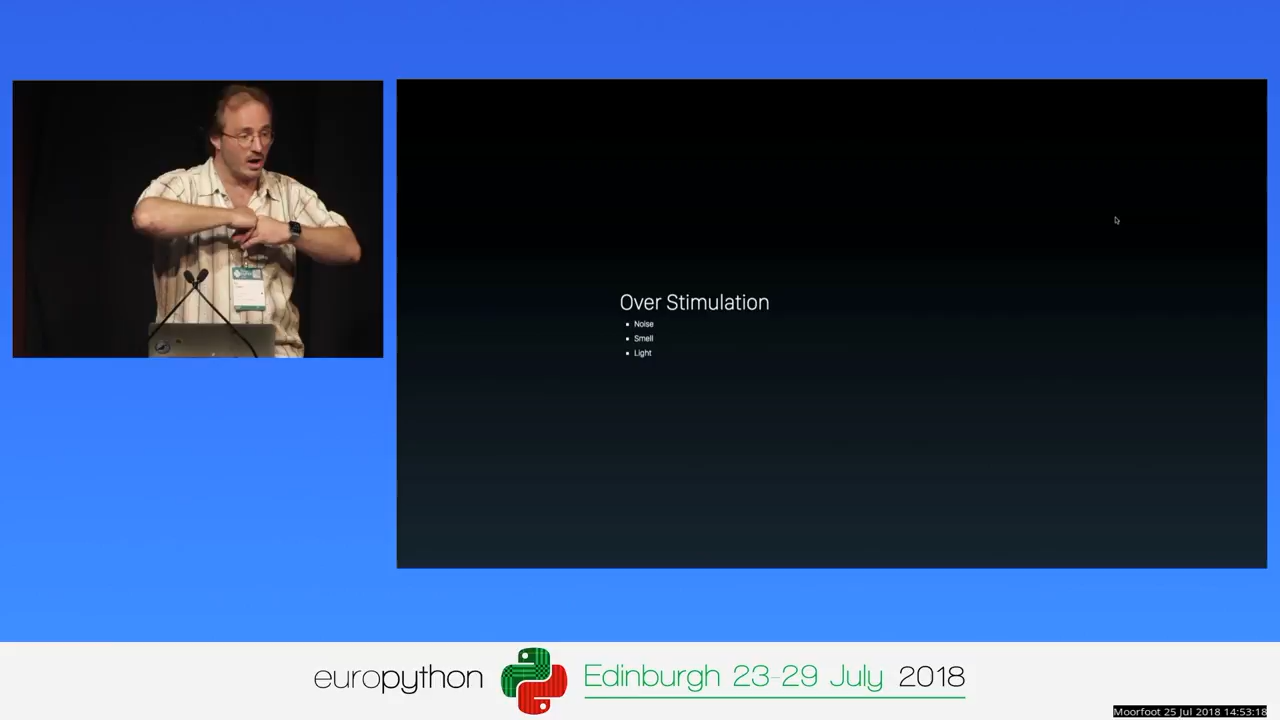 Over Stimulation
Noise
Smell
Light
europython Edinburgh 23-29 July 2018
Moorfoot 25 Jul 2018 14:53:18